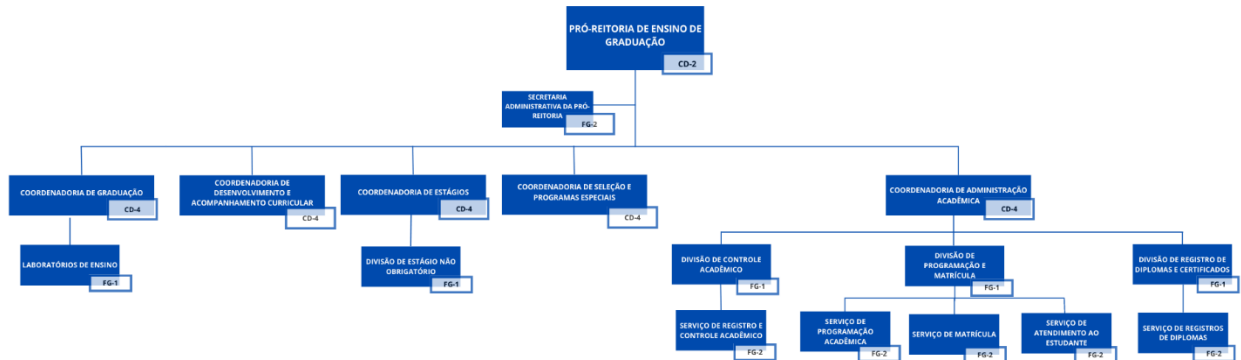 PRÓ-REITORIA DE ENSINO DE
GRADUAÇÃO
CD-2
SECRETARIA
ADMINISTRATIVA DA PRÓ-
REITORIA
FG-2
COORDENADORIA DE GRADUAÇÃO
CD-4
COORDENADORIA DE
DESENVOLVIMENTO E
ACOMPANHAMENTO CURRICULAR
CD-4
COORDENADORIA DE ESTÁGIOS
CD-4
COORDENADORIA DE SELEÇÃO E
PROGRAMAS ESPECIAIS
CD-4
COORDENADORIA DE ADMINISTRAÇÃO
ACADÊMICA
CD-4
LABORATÓRIOS DE ENSINO
FG-1
DIVISÃO DE ESTÁGIO NÃO
OBRIGATÓRIO
FG-1
DIVISÃO DE CONTROLE
ACADÊMICO
FG-1
DIVISÃO DE
PROGRAMAÇÃO E
MATRÍCULA
FG-1
DIVISÃO DE REGISTRO DE
DIPLOMAS E CERTIFICADOS
FG-1
SERVIÇO DE REGISTRO E
CONTROLE ACADÊMICO
FG-2
SERVIÇO DE
PROGRAMAÇÃO
ACADÊMICA
FG-2
SERVIÇO DE MATRÍCULA
FG-2
SERVIÇO DE
ATENDIMENTO AO
ESTUDANTE
FG-2
SERVIÇO DE REGISTROS
DE DIPLOMAS
FG-2